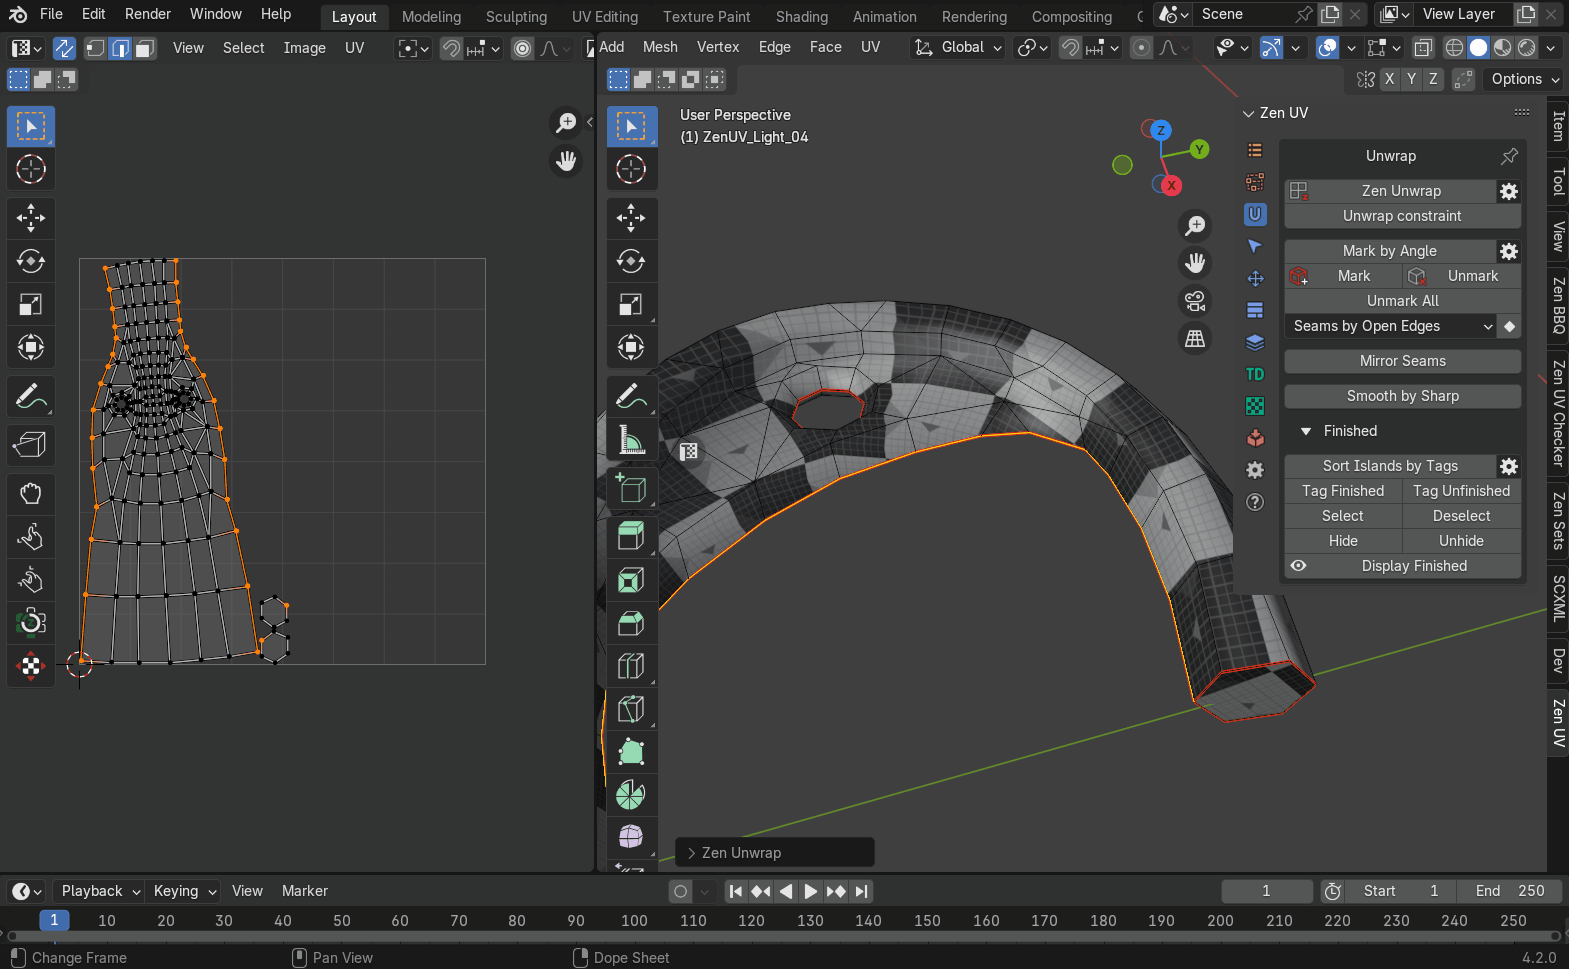 File Edit Render Window Help Layout Modeling Sculpting UV Editing Texture Paint Shading Animation Rendering Compositing Scene View Layer
View Select Image UV
Add Mesh Vertex Edge Face UV Global
X Y Z Options
User Perspective
(1) ZenUV_Light_04
Z
Y
X
Zen UV
Unwrap
Zen Unwrap
Unwrap constraint
Mark by Angle
Mark Unmark
Unmark All
Seams by Open Edges
Mirror Seams
TD
Smooth by Sharp
Finished
Sort Islands by Tags
Tag Finished Tag Unfinished
Select Deselect
Hide Unhide
Display Finished
Item
Tool
View
Zen BBQ
Zen UV Checker
Zen Sets
SCXML
Dev
Zen UV
Zen Unwrap
Playback Keying View Marker 1 Start 1 End 250
1 10 20 30 40 50 60 70 80 90 100 110 120 130 140 150 160 170 180 190 200 210 220 230 240 250
Change Frame Pan View Dope Sheet 4.2.0